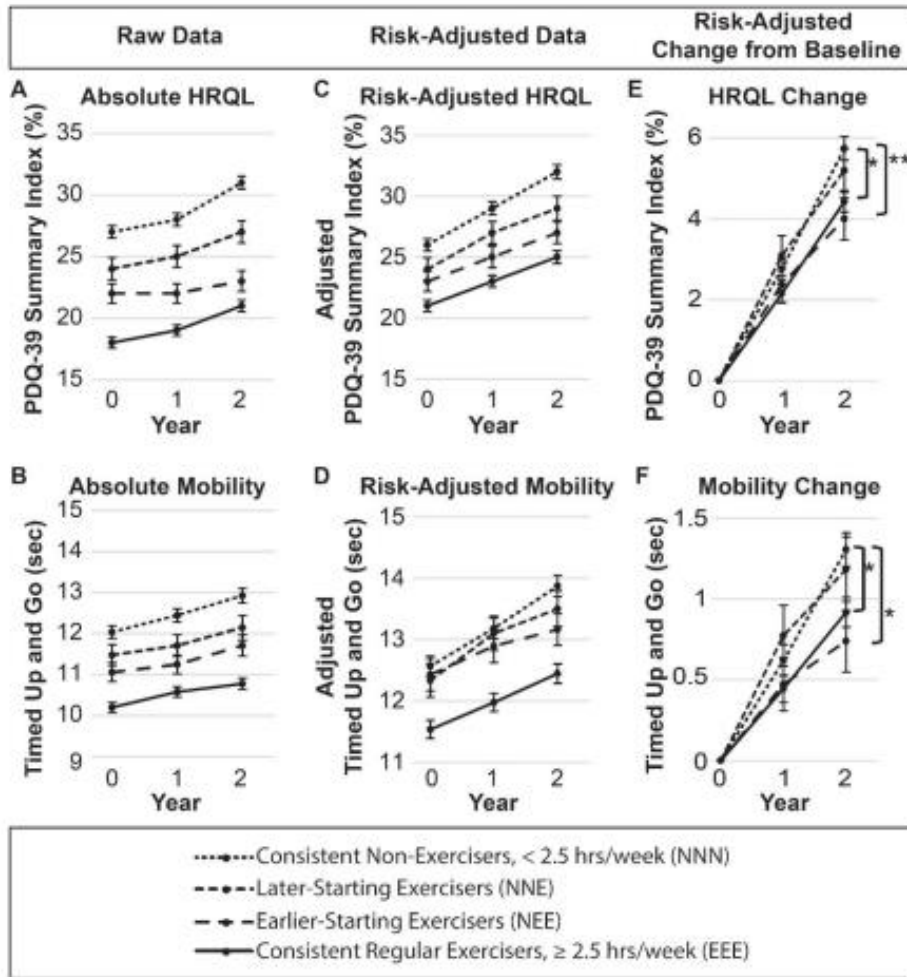 Raw Data
Risk-Adjusted Data
Risk-Adjusted
Change from Baseline
A
Absolute HRQL
PDQ-39 Summary Index (%)
35
30
25
20
15
0 1 2
Year
C
Risk-Adjusted HRQL
Adjusted
PDQ-39 Summary Index (%)
35
30
25
20
15
0 1 2
Year
E
HRQL Change
PDQ-39 Summary Index (%)
6
4
2
0
0 1 2
Year
*
**
B
Absolute Mobility
Timed Up and Go (sec)
15
14
13
12
11
10
9
0 1 2
Year
D
Risk-Adjusted Mobility
Adjusted
Timed Up and Go (sec)
15
14
13
12
11
0 1 2
Year
F
Mobility Change
Timed Up and Go (sec)
1.5
1
0.5
0
0 1 2
Year
*
*
Consistent Non-Exercisers, < 2.5 hrs/week (NNN)
Later-Starting Exercisers (NNE)
Earlier-Starting Exercisers (NEE)
Consistent Regular Exercisers, ≥ 2.5 hrs/week (EEE)